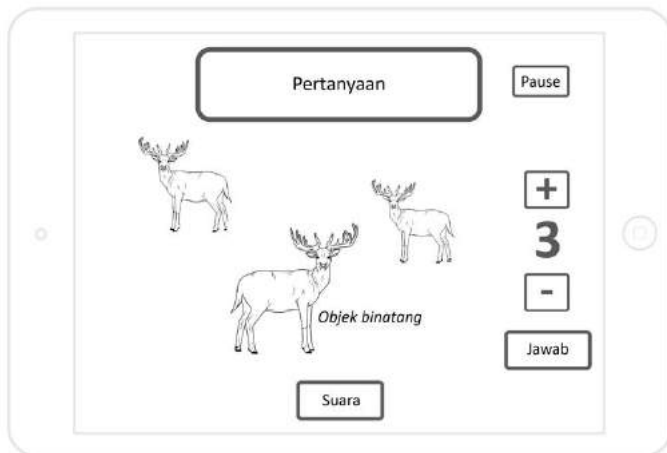 Pertanyaan
Pause
+
3
-
Objek binatang
Jawab
Suara